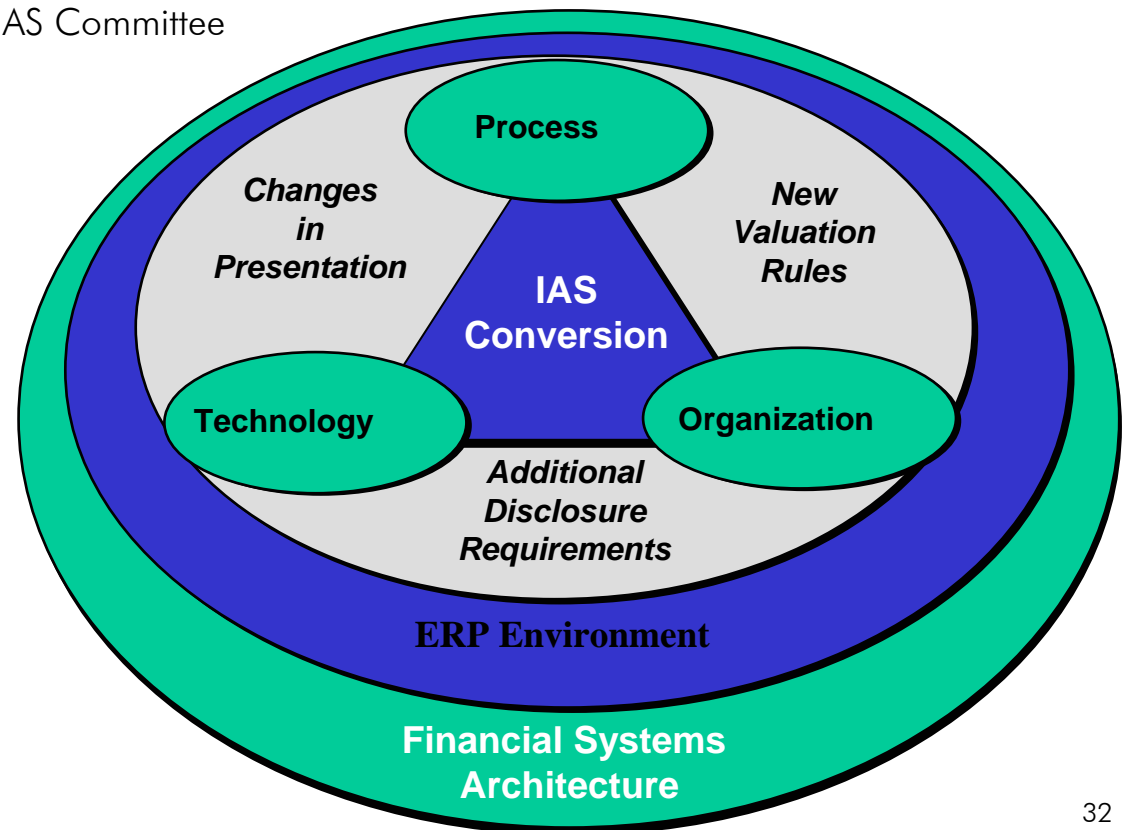 AS Committee
Process
Changes
in
Presentation
New
Valuation
Rules
IAS
Conversion
Technology
Organization
Additional
Disclosure
Requirements
ERP Environment
Financial Systems
Architecture
32